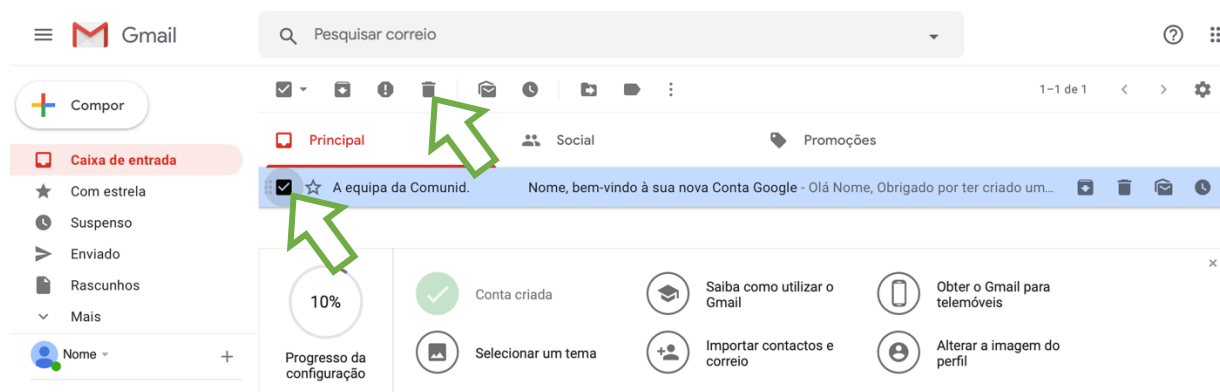 Gmail
Pesquisar correio
Compor
1–1 de 1
Principal
Social
Promoções
Caixa de entrada
Com estrela
Suspenso
Enviado
Rascunhos
Mais
Nome
A equipa da Comunid. Nome, bem-vindo à sua nova Conta Google - Olá Nome, Obrigado por ter criado um...
10%
Progresso da
configuração
Conta criada
Saiba como utilizar o
Gmail
Obter o Gmail para
telemóveis
Selecionar um tema
Importar contactos e
correio
Alterar a imagem do
perfil